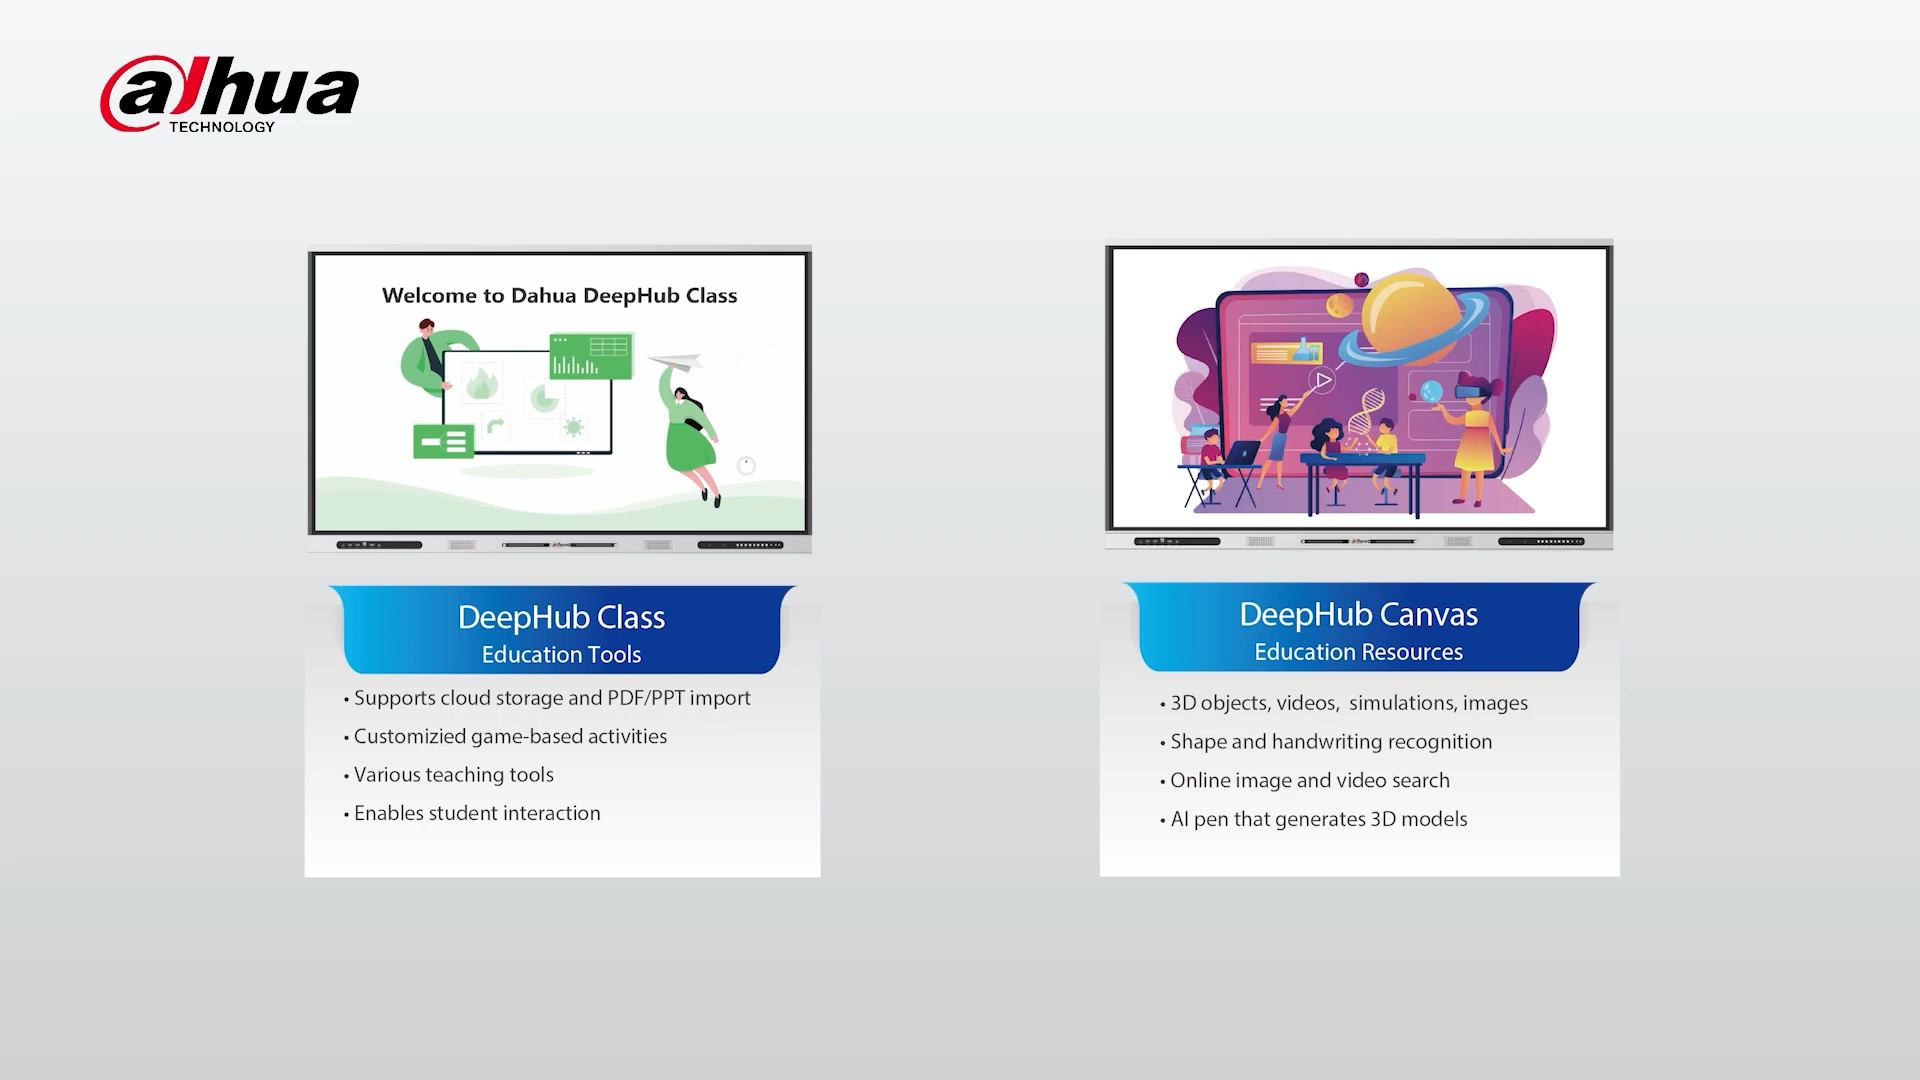 alhua
TECHNOLOGY
Welcome to Dahua DeepHub Class
DeepHub Class
Education Tools
• Supports cloud storage and PDF/PPT import
• Customizied game-based activities
• Various teaching tools
• Enables student interaction
DeepHub Canvas
Education Resources
• 3D objects, videos, simulations, images
• Shape and handwriting recognition
• Online image and video search
• AI pen that generates 3D models